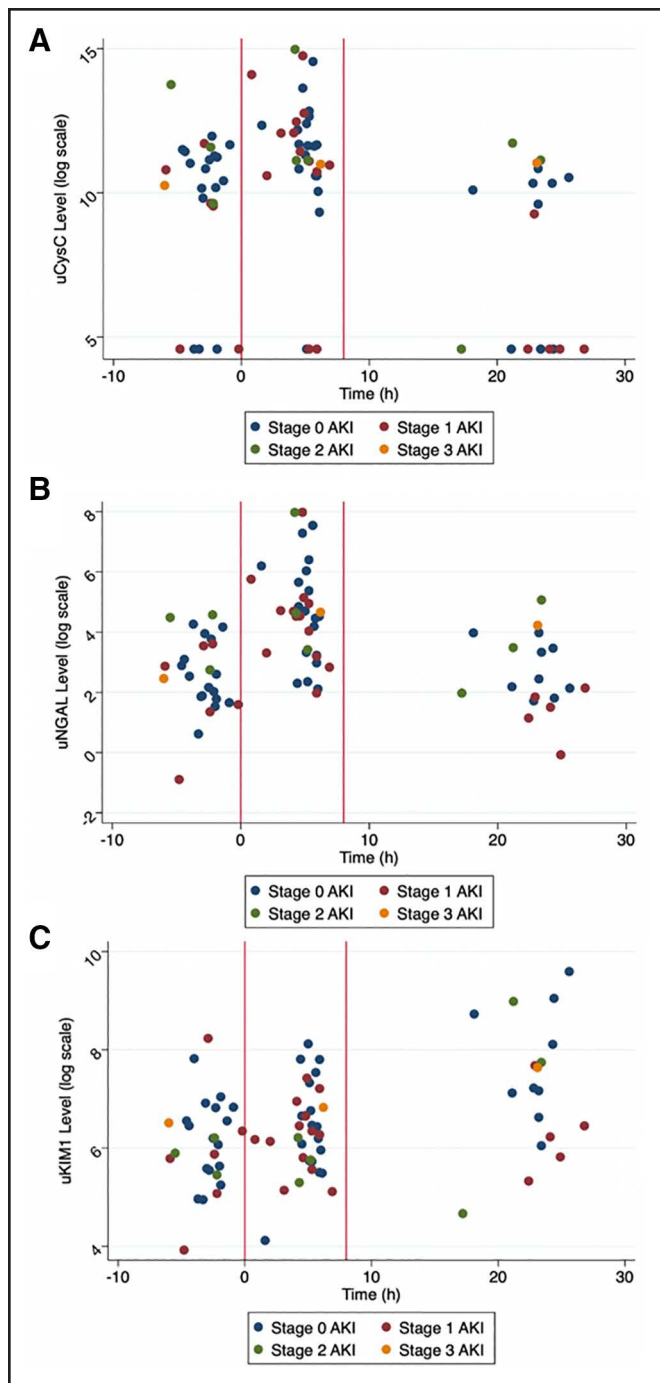 A
uCysC Level (log scale)
15
10
5
-10 0 10 20 30
Time (h)
Stage 0 AKI Stage 1 AKI
Stage 2 AKI Stage 3 AKI
B
uNGAL Level (log scale)
8
6
4
2
0
-2
-10 0 10 20 30
Time (h)
Stage 0 AKI Stage 1 AKI
Stage 2 AKI Stage 3 AKI
C
uKIM1 Level (log scale)
10
8
6
4
-10 0 10 20 30
Time (h)
Stage 0 AKI Stage 1 AKI
Stage 2 AKI Stage 3 AKI